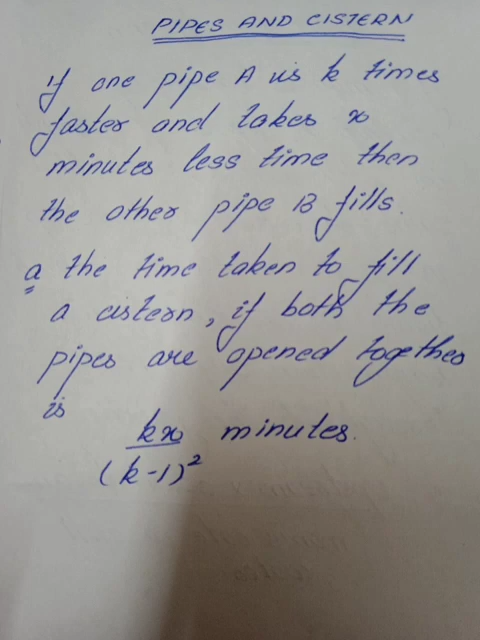 PIPES AND CISTERN
If one pipe A is k times
faster and takes x
minutes less time then
the other pipe B fills.
a the time taken to fill
a cistern, if both the
pipes are opened together
is
kx minutes.
(k-1)²